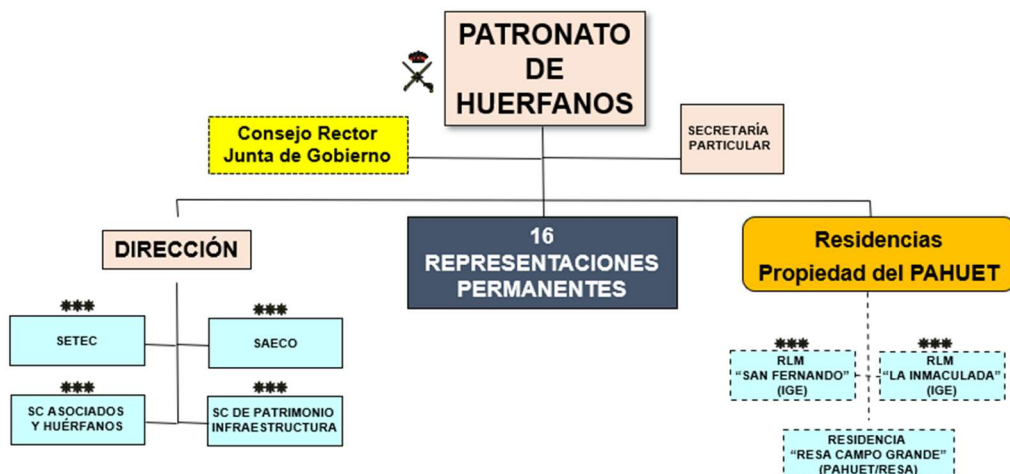 PATRONATO
DE
HUERFANOS
Consejo Rector
Junta de Gobierno
SECRETARÍA
PARTICULAR
DIRECCIÓN
16
REPRESENTACIONES
PERMANENTES
Residencias
Propiedad del PAHUET
SETEC
SAECO
SC ASOCIADOS
Y HUÉRFANOS
SC DE PATRIMONIO
INFRAESTRUCTURA
RLM
“SAN FERNANDO”
(IGE)
RLM
“LA INMACULADA”
(IGE)
RESIDENCIA
“RESA CAMPO GRANDE”
(PAHUET/RESA)